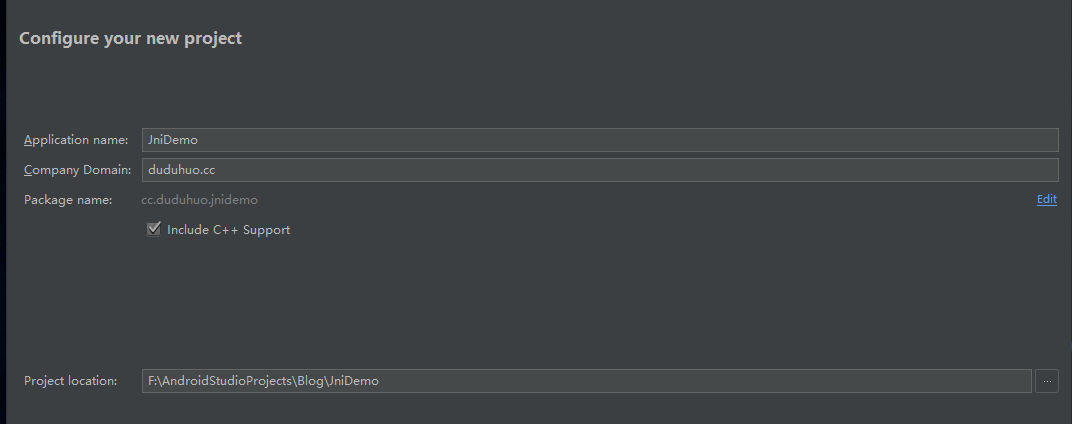 Configure your new project
Application name: JniDemo
Company Domain: duduhuo.cc
Package name: cc.duduhuo.jnidemo Edit
Include C++ Support
Project location: F:\AndroidStudioProjects\Blog\JniDemo ...